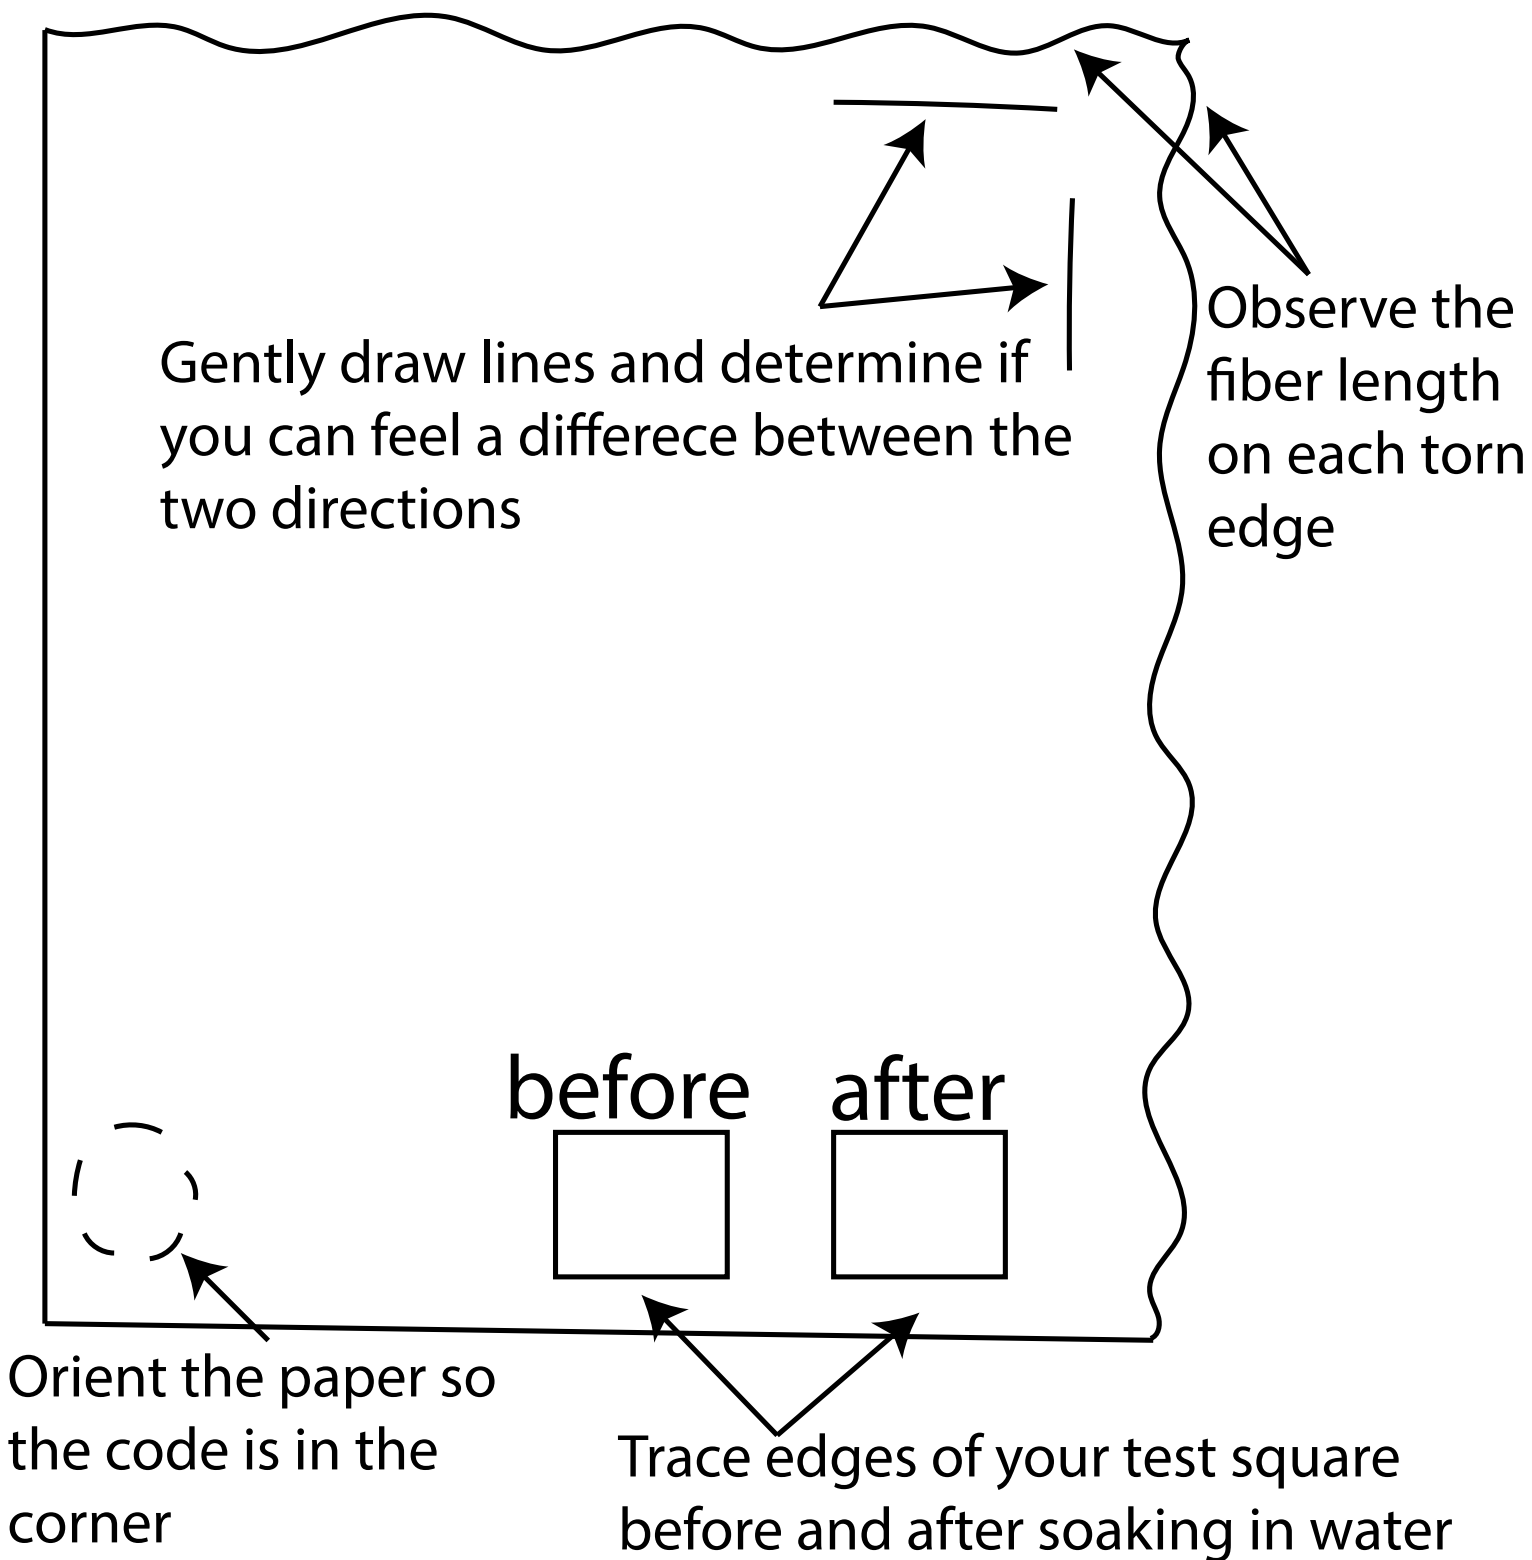 Observe the
fiber length
on each torn
edge
Gently draw lines and determine if
you can feel a differece between the
two directions
before
after
Orient the paper so
the code is in the
corner
Trace edges of your test square
before and after soaking in water